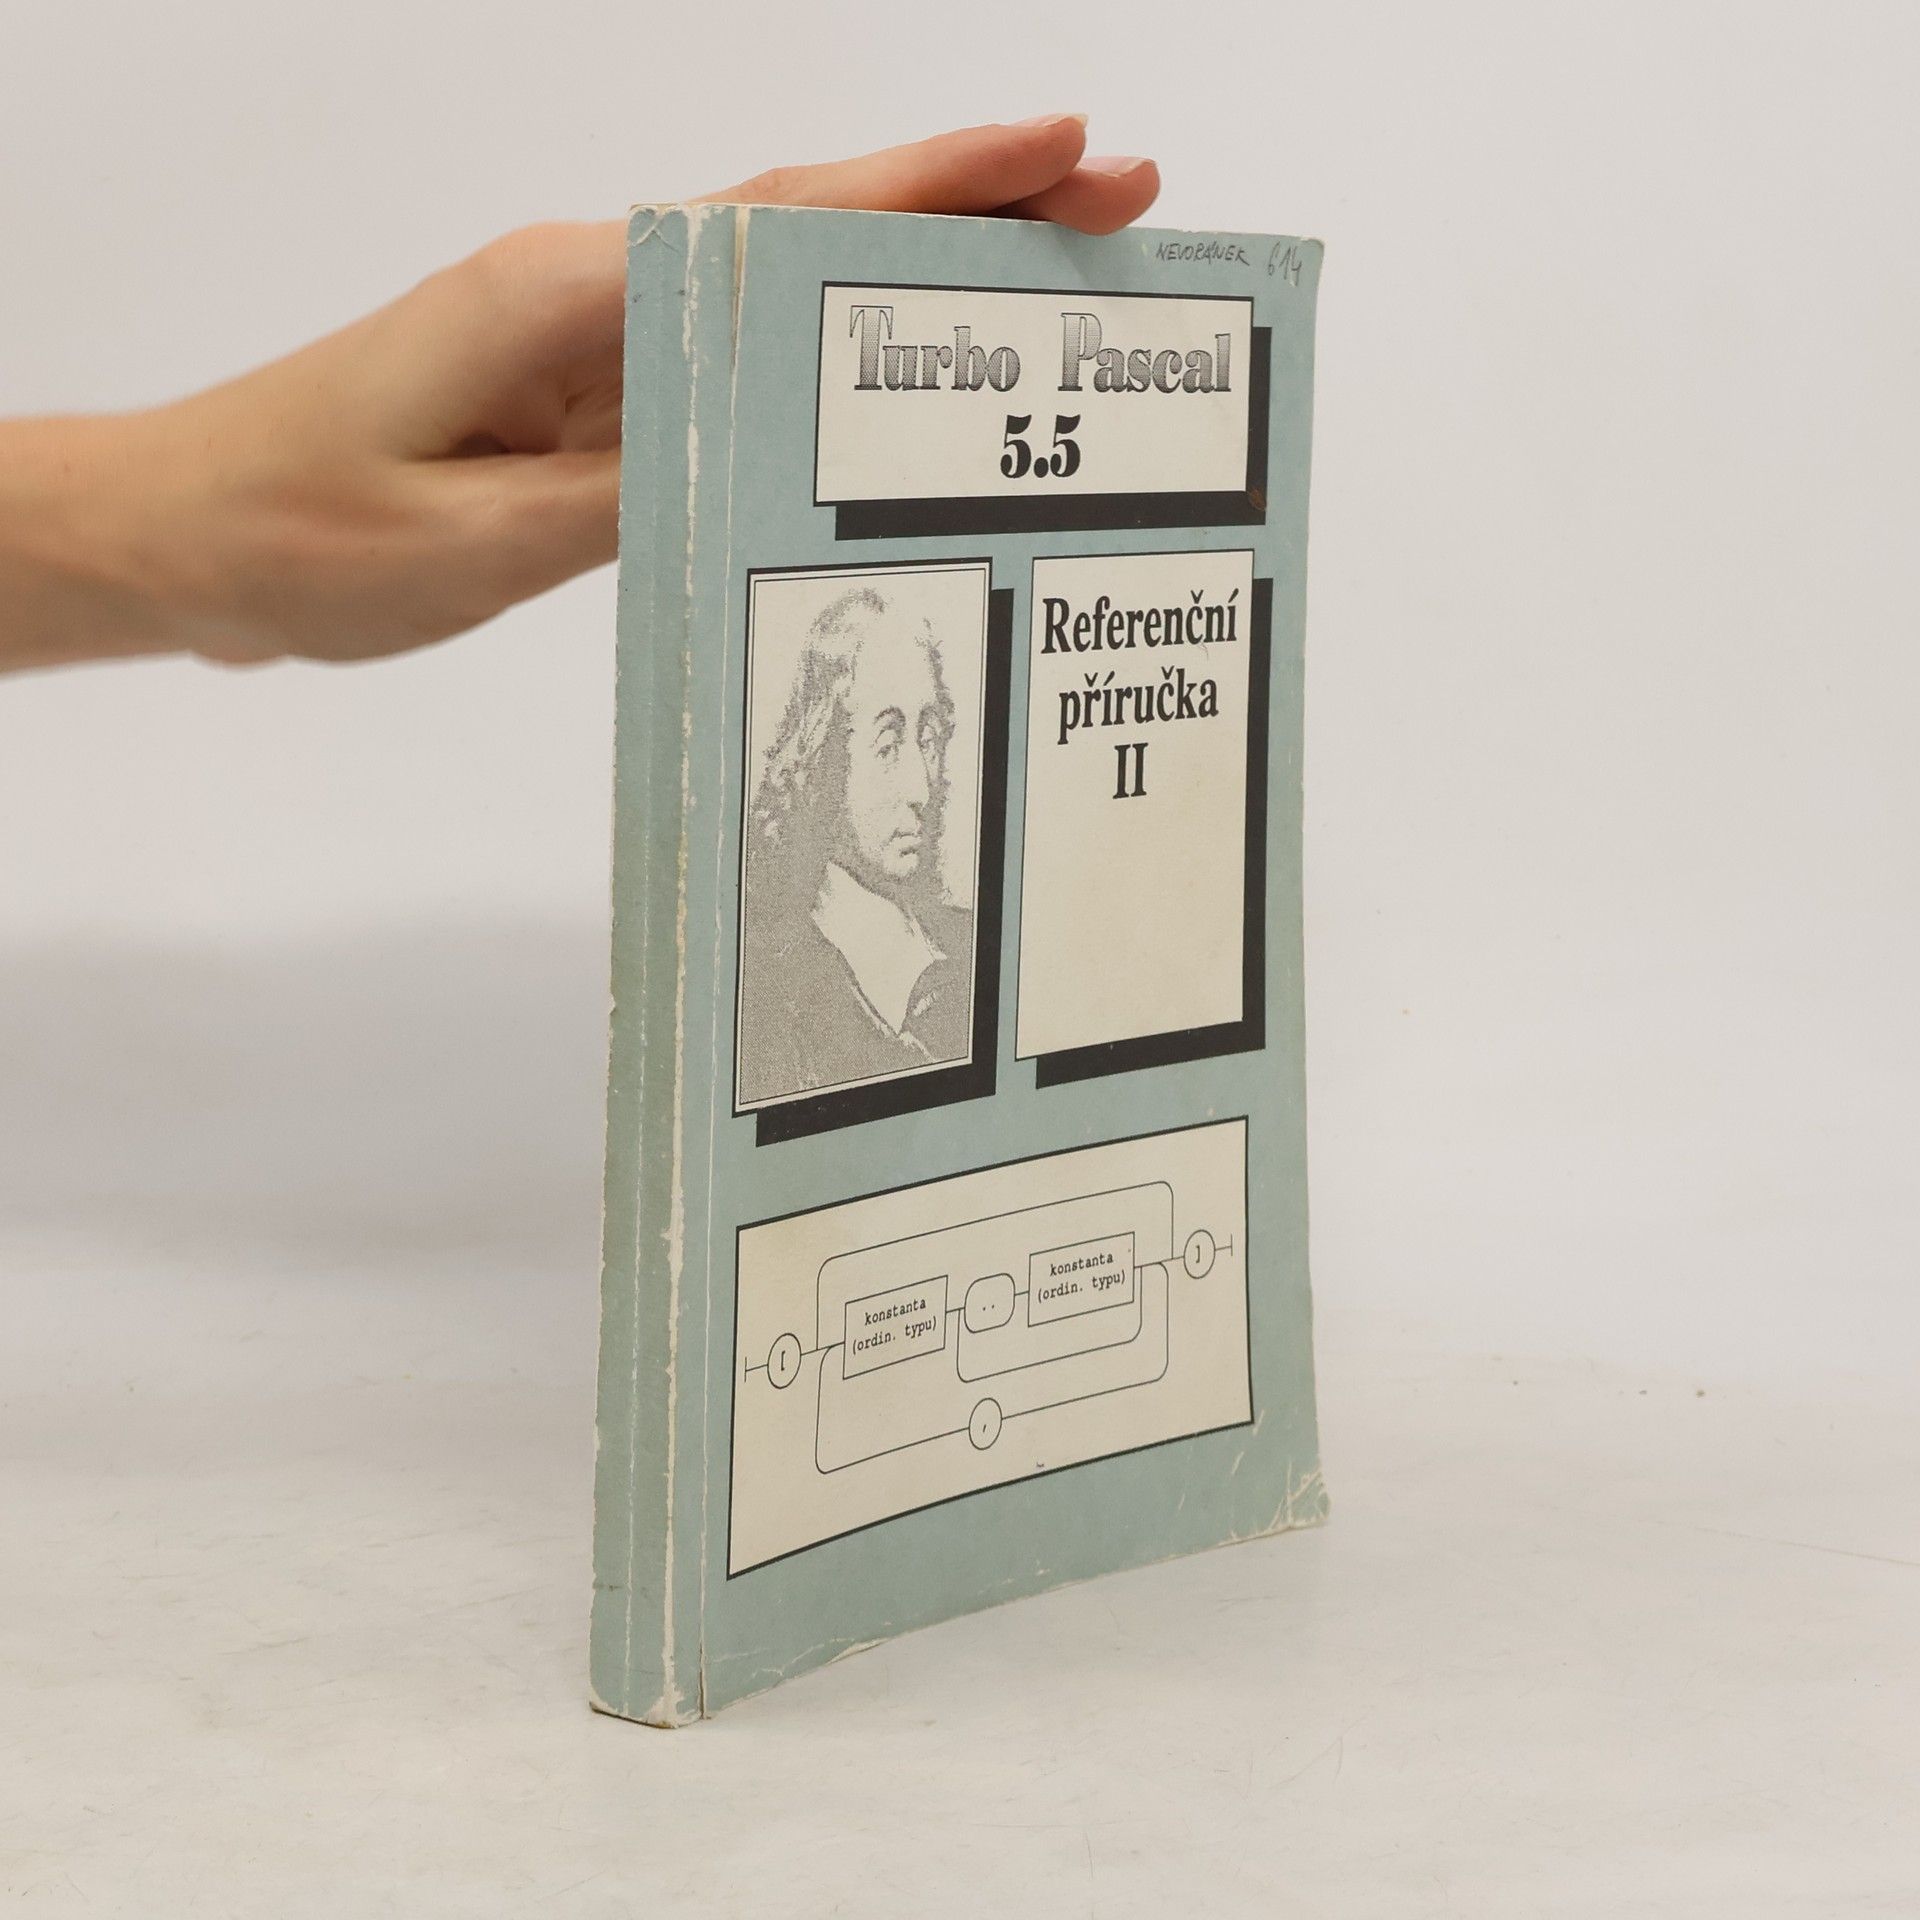 NEVORÁNEK 614
Turbo Pascal
5.5
Referenční
příručka
II
konstanta
(ordin. typu)
..
konstanta
(ordin. typu)
[
]
,